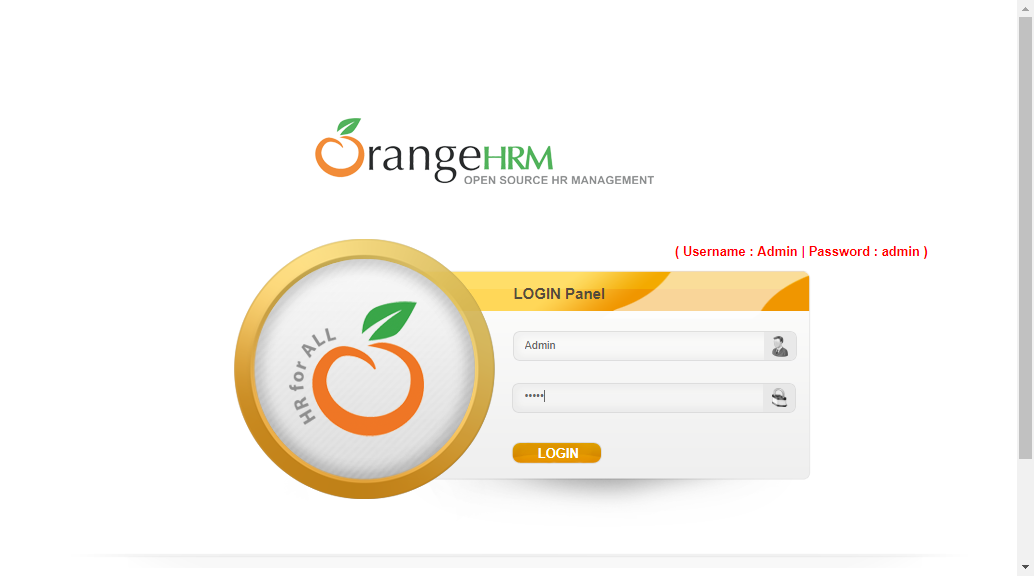 OrangeHRM
OPEN SOURCE HR MANAGEMENT
( Username : Admin | Password : admin )
LOGIN Panel
HR for ALL
Admin
•••••
LOGIN